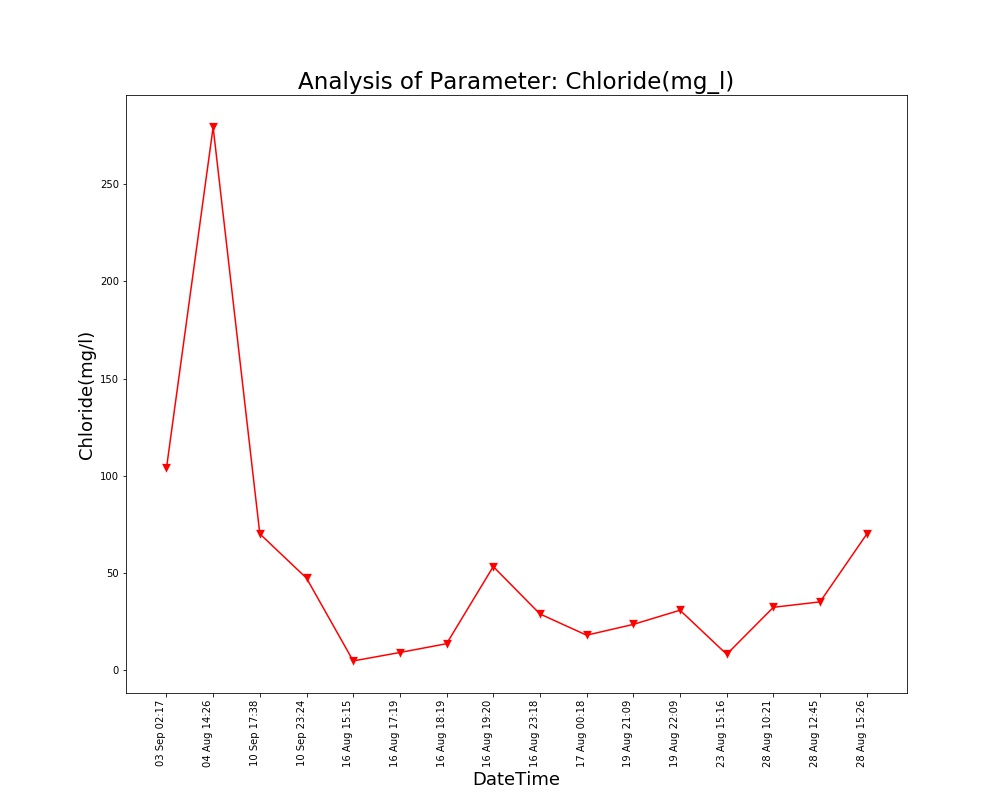 Analysis of Parameter: Chloride(mg_l)
Chloride(mg/l)
250
200
150
100
50
0
03 Sep 02:17
04 Aug 14:26
10 Sep 17:38
10 Sep 23:24
16 Aug 15:15
16 Aug 17:19
16 Aug 18:19
16 Aug 19:20
16 Aug 23:18
17 Aug 00:18
19 Aug 21:09
19 Aug 22:09
23 Aug 15:16
28 Aug 10:21
28 Aug 12:45
28 Aug 15:26
DateTime